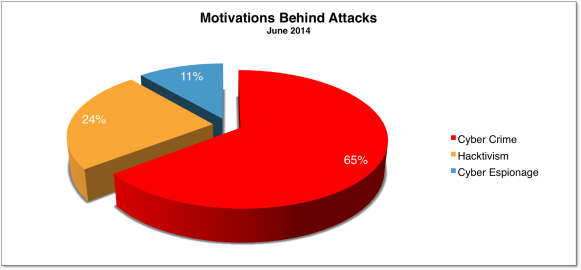 Motivations Behind Attacks
June 2014
11%
24%
65%
Cyber Crime
Hacktivism
Cyber Espionage